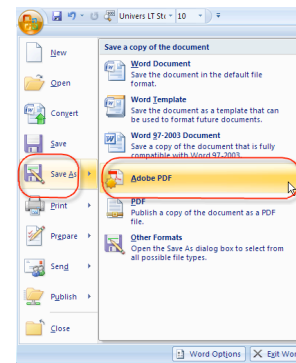 Univers LT Sta 10
New
Open
Convert
Save
Save As
Print
Prepare
Send
Publish
Close
Save a copy of the document
Word Document
Save the document in the default file
format.
Word Template
Save the document as a template that can
be used to format future documents.
Word 97-2003 Document
Save a copy of the document that is fully
compatible with Word 97-2003.
Adobe PDF
PDF
Publish a copy of the document as a PDF
file.
Other Formats
Open the Save As dialog box to select from
all possible file types.
Word Options
Exit Wor